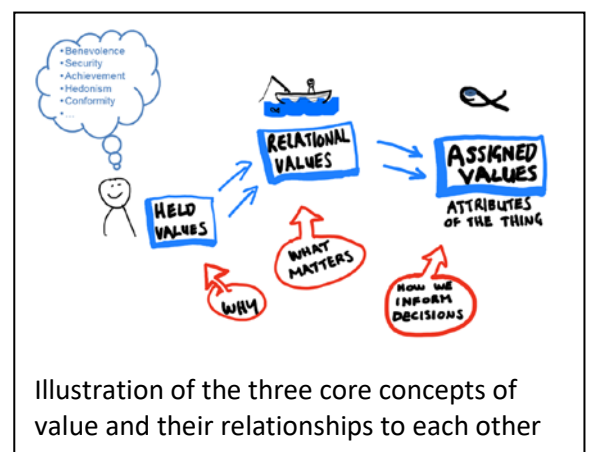 •Benevolence
•Security
•Achievement
•Hedonism
•Conformity
•...
HELD
VALUES
RELATIONAL
VALUES
ASSIGNED
VALUES
ATTRIBUTES
OF THE THING
WHY
WHAT
MATTERS
HOW WE
INFORM
DECISIONS
Illustration of the three core concepts of
value and their relationships to each other